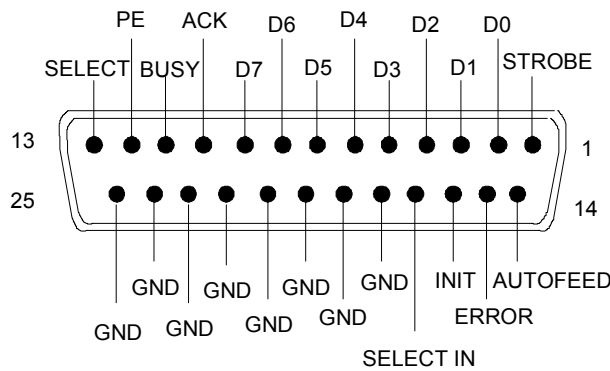 PE ACK D6 D4 D2 D0
SELECT BUSY D7 D5 D3 D1 STROBE
13 1
25 14
GND GND GND GND INIT AUTOFEED
GND GND GND GND ERROR
SELECT IN